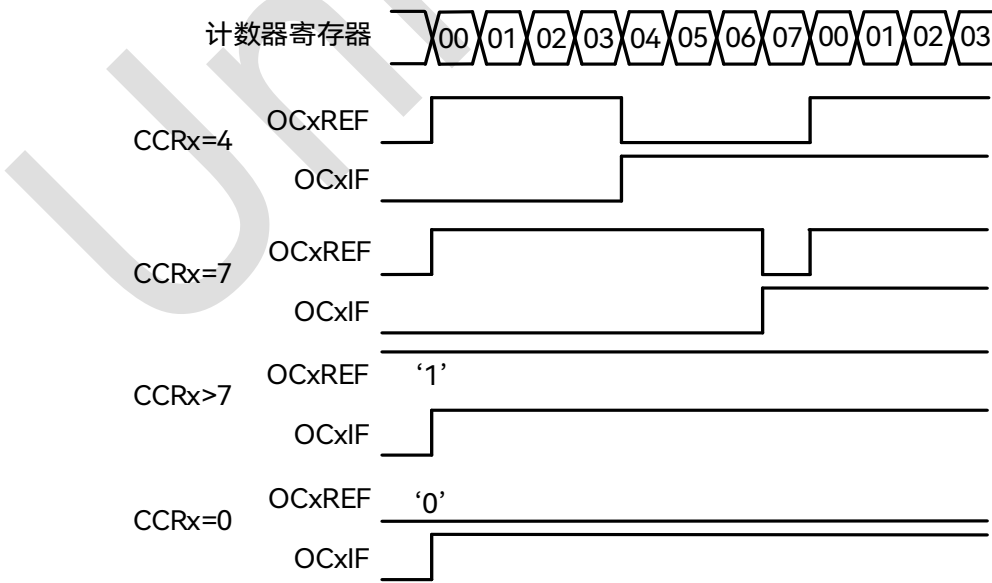 计数器寄存器 00 01 02 03 04 05 06 07 00 01 02 03
OCxREF
CCRx=4
OCxIF
OCxREF
CCRx=7
OCxIF
OCxREF ‘1’
CCRx>7
OCxIF
OCxREF ‘0’
CCRx=0
OCxIF
Un